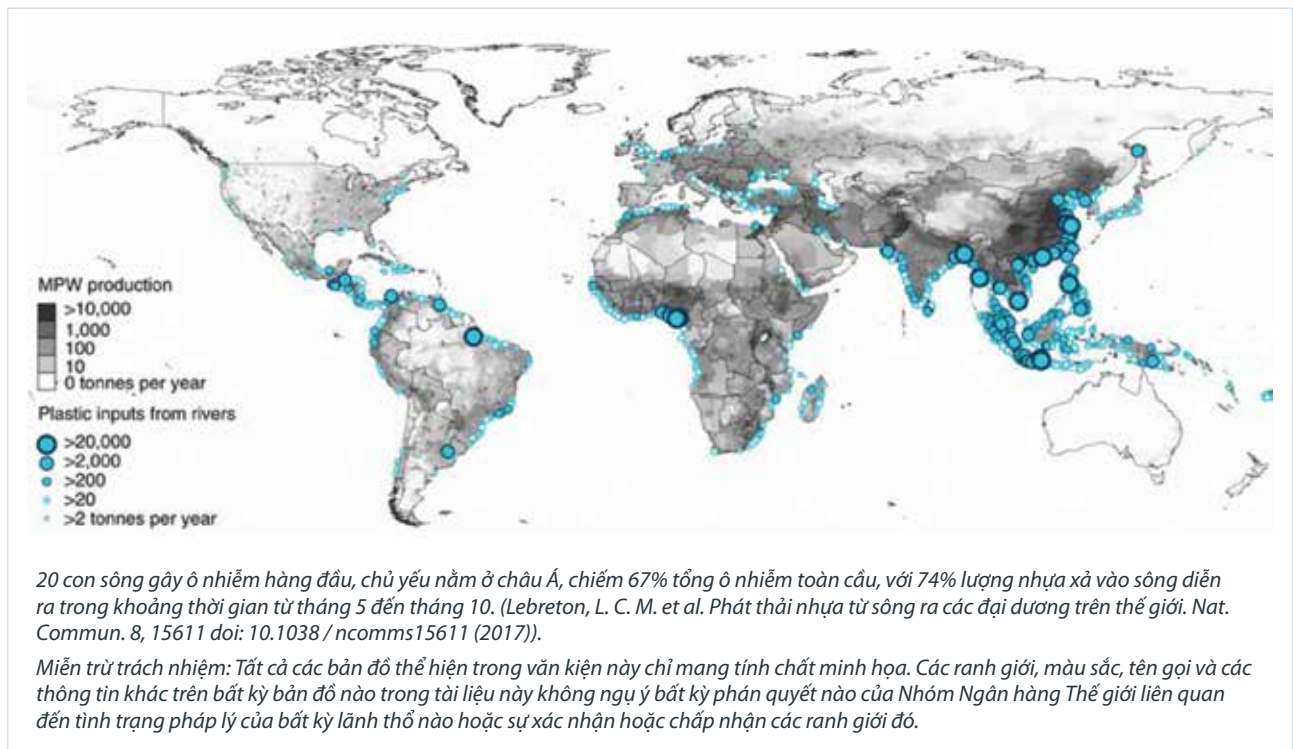 MPW production
>10,000
1,000
100
10
0 tonnes per year
Plastic inputs from rivers
>20,000
>2,000
>200
>20
>2 tonnes per year
20 con sông gây ô nhiễm hàng đầu, chủ yếu nằm ở châu Á, chiếm 67% tổng ô nhiễm toàn cầu, với 74% lượng nhựa xả vào sông diễn
ra trong khoảng thời gian từ tháng 5 đến tháng 10. (Lebreton, L. C. M. et al. Phát thải nhựa từ sông ra các đại dương trên thế giới. Nat.
Commun. 8, 15611 doi: 10.1038 / ncomms15611 (2017)).
Miễn trừ trách nhiệm: Tất cả các bản đồ thể hiện trong văn kiện này chỉ mang tính chất minh họa. Các ranh giới, màu sắc, tên gọi và các
thông tin khác trên bất kỳ bản đồ nào trong tài liệu này không ngụ ý bất kỳ phán quyết nào của Nhóm Ngân hàng Thế giới liên quan
đến tình trạng pháp lý của bất kỳ lãnh thổ nào hoặc sự xác nhận hoặc chấp nhận các ranh giới đó.